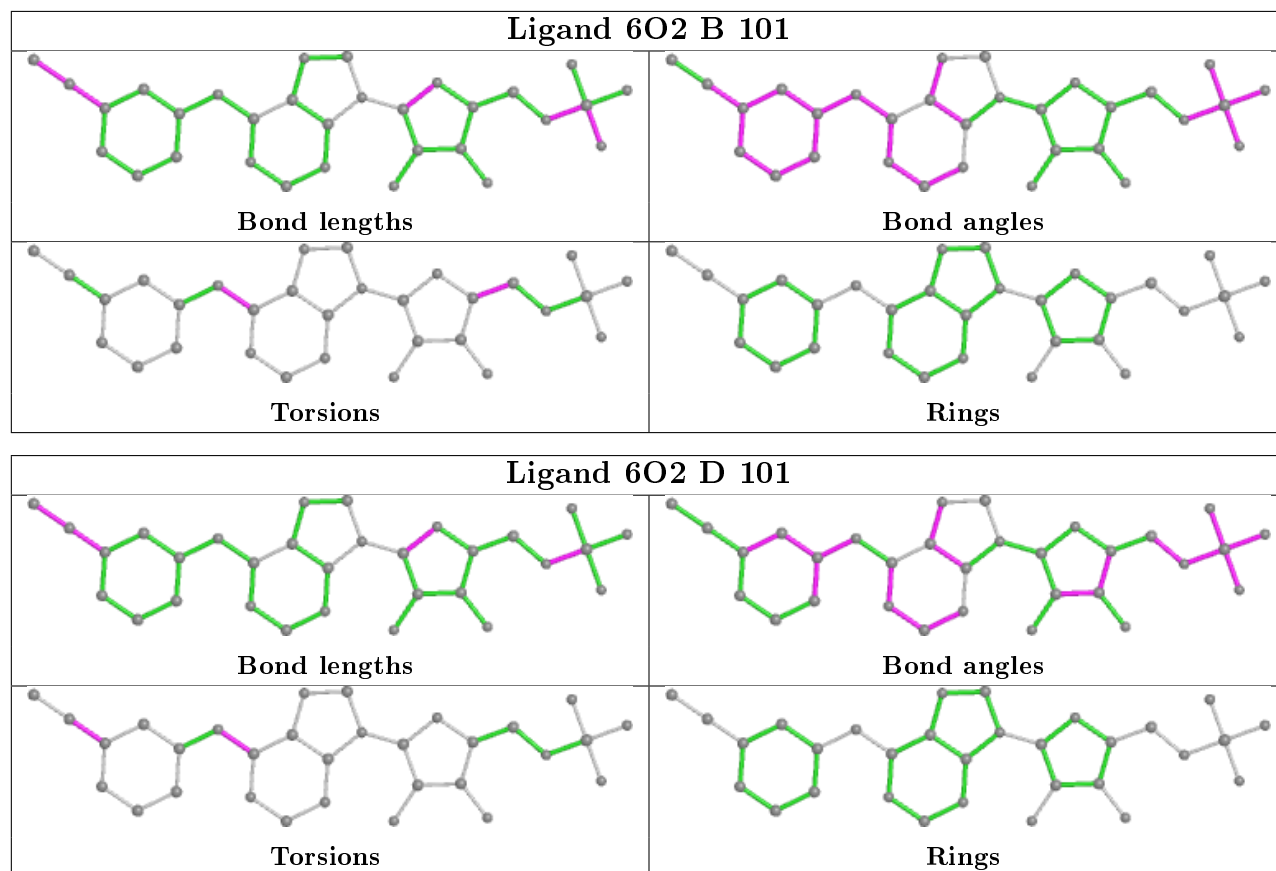 Ligand 6O2 B 101
Bond lengths Bond angles
Torsions Rings
Ligand 6O2 D 101
Bond lengths Bond angles
Torsions Rings